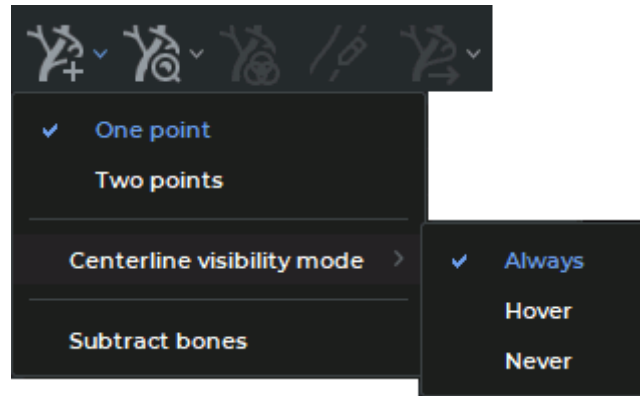 One point
Two points
Centerline visibility mode
Always
Hover
Subtract bones
Never